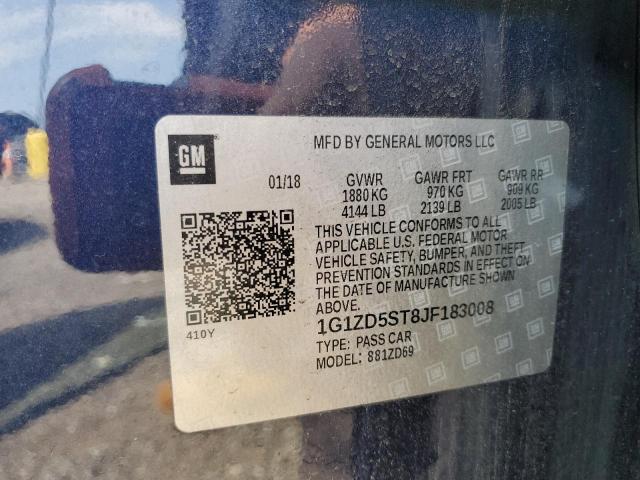 GM
MFD BY GENERAL MOTORS LLC
01/18 GVWR GAWR FRT GAWR RR
1880 KG 970 KG 909 KG
4144 LB 2139 LB 2005 LB
THIS VEHICLE CONFORMS TO ALL
APPLICABLE U.S. FEDERAL MOTOR
VEHICLE SAFETY, BUMPER, AND THEFT
PREVENTION STANDARDS IN EFFECT ON
THE DATE OF MANUFACTURE SHOWN
ABOVE.
410Y
1G1ZD5ST8JF183008
TYPE: PASS CAR
MODEL: 881ZD69